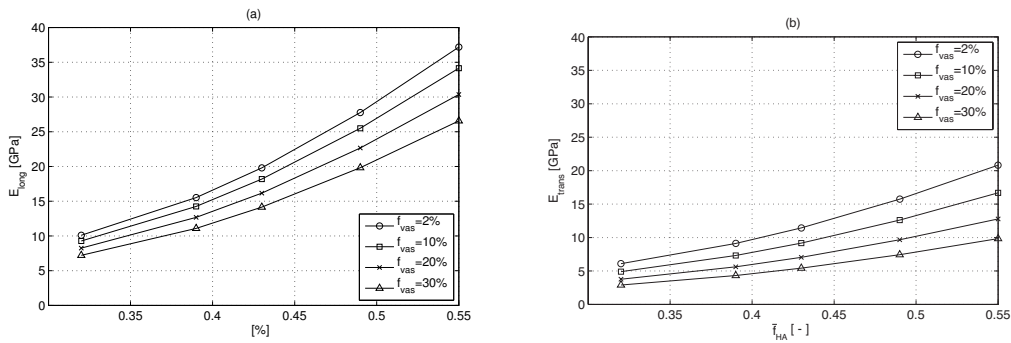 (a)
40
35
30
25
20
15
10
5
0
E_long [GPa]
0.35
0.4
0.45
0.5
0.55
[%]
f_vas=2%
f_vas=10%
f_vas=20%
f_vas=30%
(b)
40
35
30
25
20
15
10
5
0
E_trans [GPa]
0.35
0.4
0.45
0.5
0.55
f̄_HA [ - ]
f_vas=2%
f_vas=10%
f_vas=20%
f_vas=30%